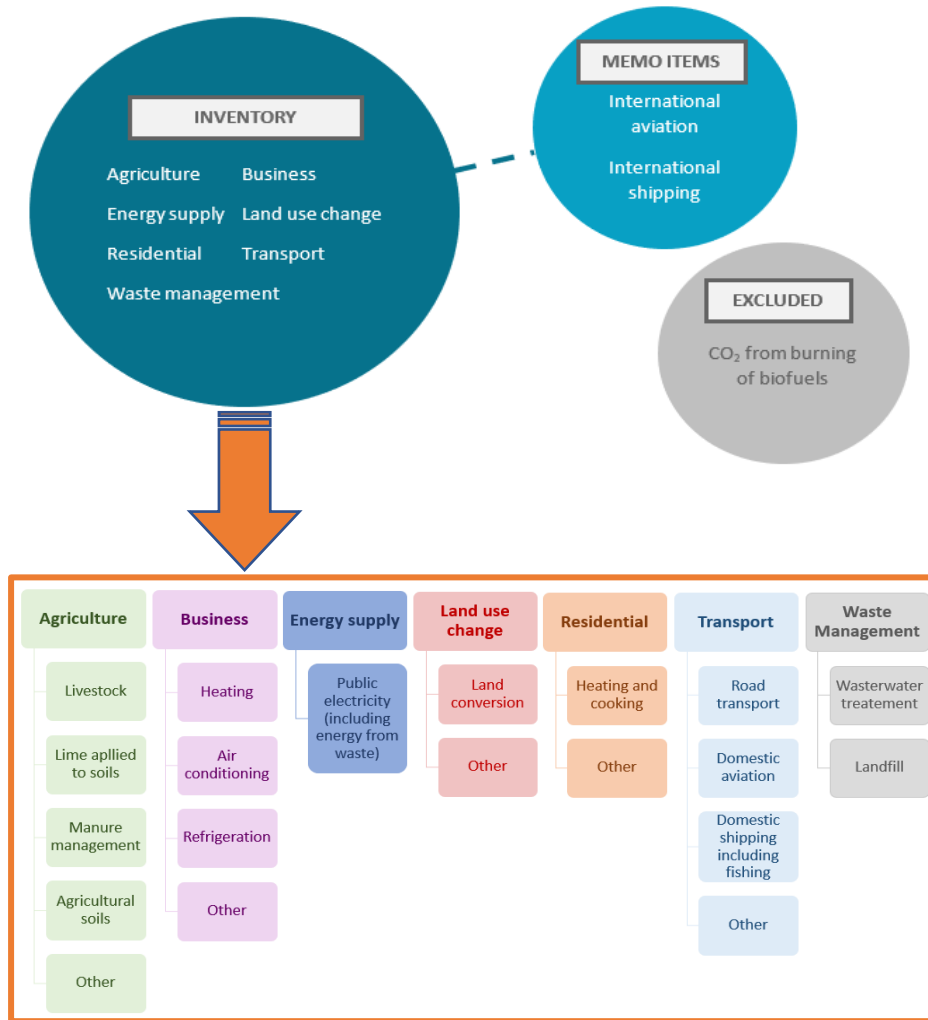 INVENTORY
Agriculture Business
Energy supply Land use change
Residential Transport
Waste management
MEMO ITEMS
International
aviation
International
shipping
EXCLUDED
CO₂ from burning
of biofuels
Agriculture
Livestock
Lime apllied
to soils
Manure
management
Agricultural
soils
Other
Business
Heating
Air
conditioning
Refrigeration
Other
Energy supply
Public
electricity
(including
energy from
waste)
Land use
change
Land
conversion
Other
Residential
Heating and
cooking
Other
Transport
Road
transport
Domestic
aviation
Domestic
shipping
including
fishing
Other
Waste
Management
Wasterwater
treatement
Landfill